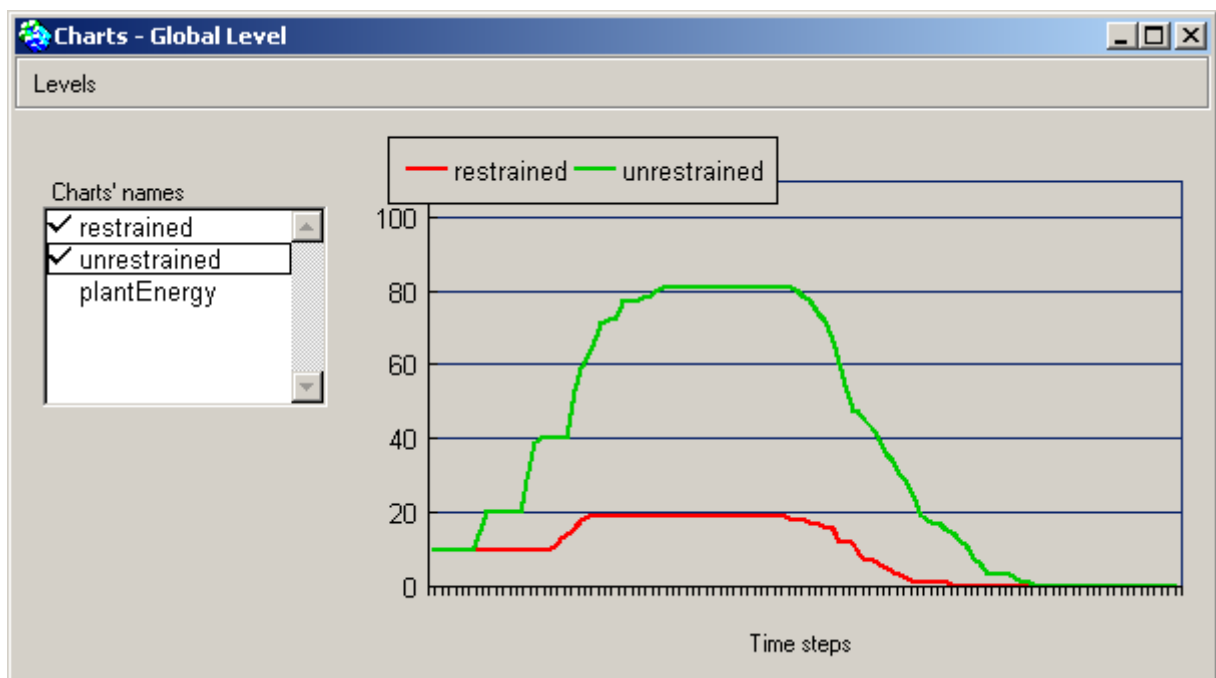 Charts - Global Level
Levels
Charts' names
restrained
unrestrained
plantEnergy
restrained unrestrained
100
80
60
40
20
0
Time steps